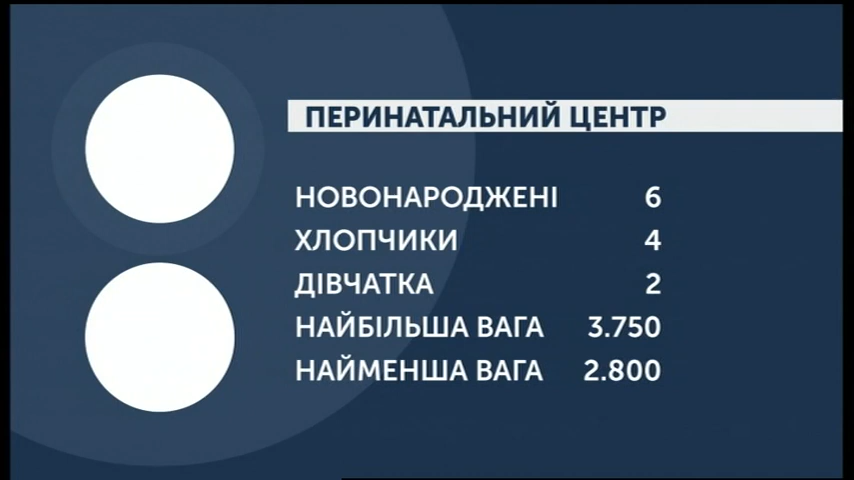 ПЕРИНАТАЛЬНИЙ ЦЕНТР
НОВОНАРОДЖЕНІ 6
ХЛОПЧИКИ 4
ДІВЧАТКА 2
НАЙБІЛЬША ВАГА 3.750
НАЙМЕНША ВАГА 2.800